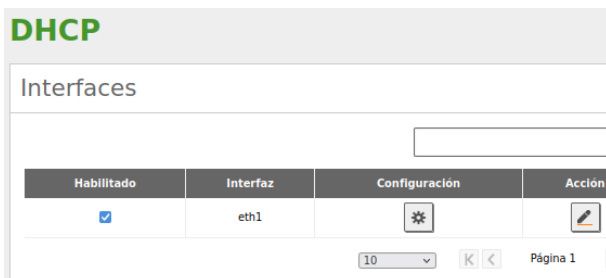 DHCP
Interfaces
Habilitado Interfaz Configuración Acción
eth1
10 Página 1